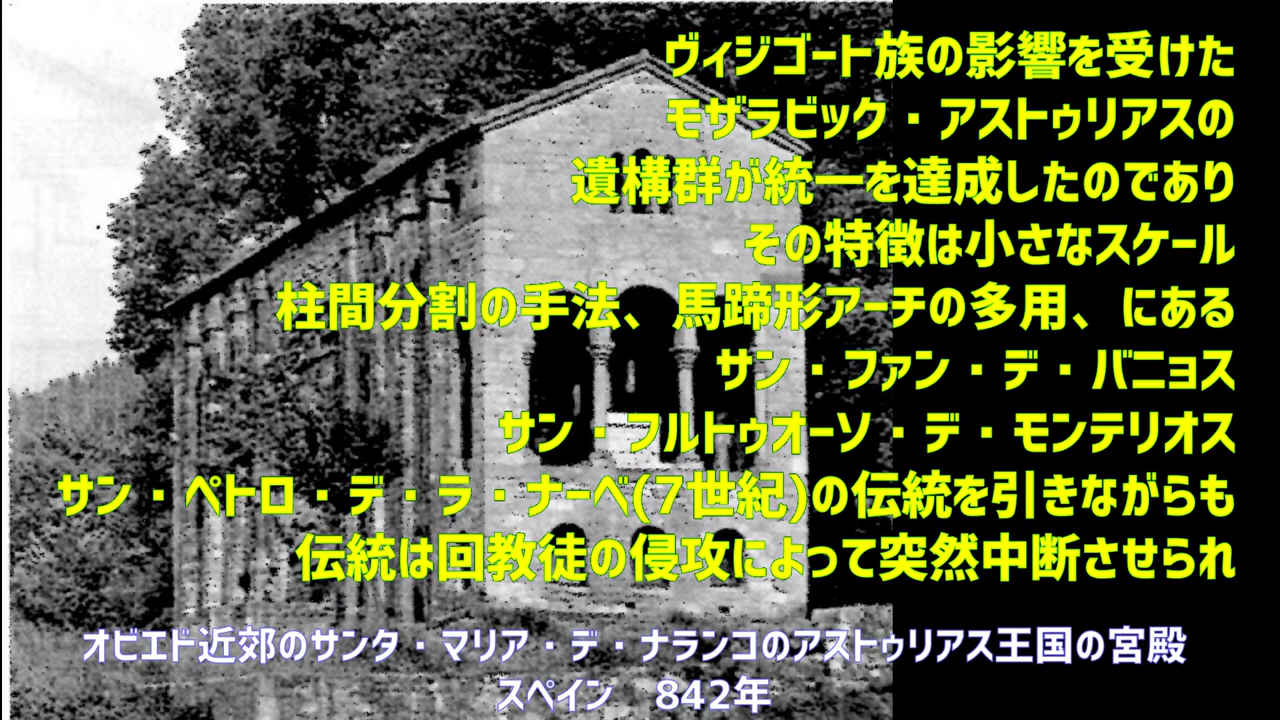 ヴィジゴート族の影響を受けた
モザラビック・アストゥリアスの
遺構群が統一を達成したのであり
その特徴は小さなスケール
柱間分割の手法、馬蹄形アーチの多用、にある
サン・ファン・デ・バニョス
サン・フルトゥオーソ・デ・モンテリオス
サン・ペトロ・デ・ラ・ナーベ(7世紀)の伝統を引きながらも
伝統は回教徒の侵攻によって突然中断させられ
オビエド近郊のサンタ・マリア・デ・ナランコのアストゥリアス王国の宮殿
スペイン　842年